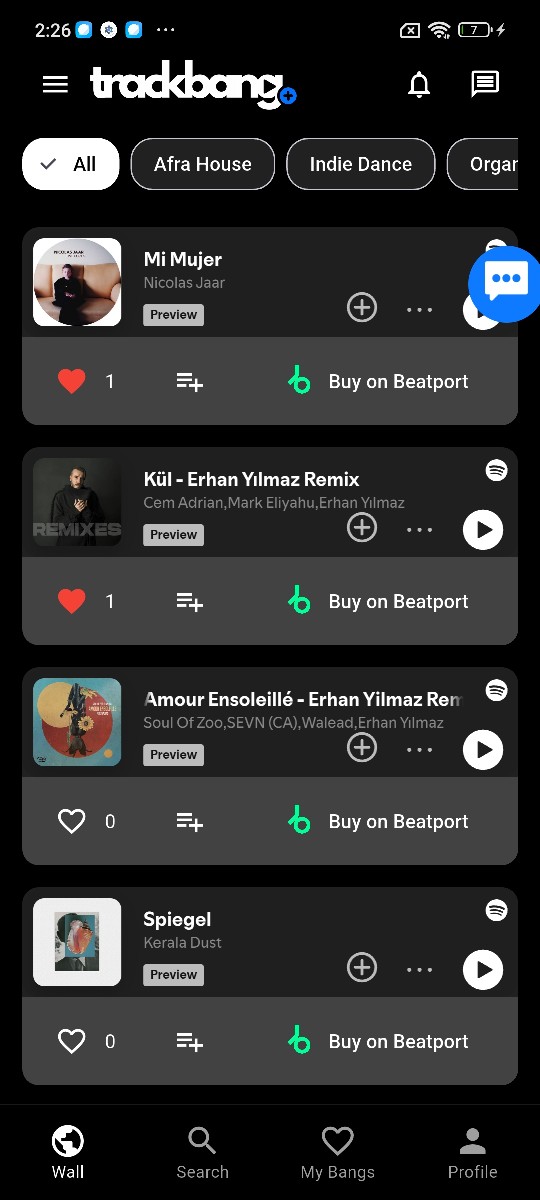 2:26
7
trackbang
All
Afra House
Indie Dance
Organ
Mi Mujer
Nicolas Jaar
Preview
1
Buy on Beatport
REMIXES
Kül - Erhan Yılmaz Remix
Cem Adrian,Mark Eliyahu,Erhan Yılmaz
Preview
1
Buy on Beatport
Amour Ensoleillé - Erhan Yilmaz Rem
Soul Of Zoo,SEVN (CA),Walead,Erhan Yılmaz
Preview
0
Buy on Beatport
Spiegel
Kerala Dust
Preview
0
Buy on Beatport
Wall
Search
My Bangs
Profile